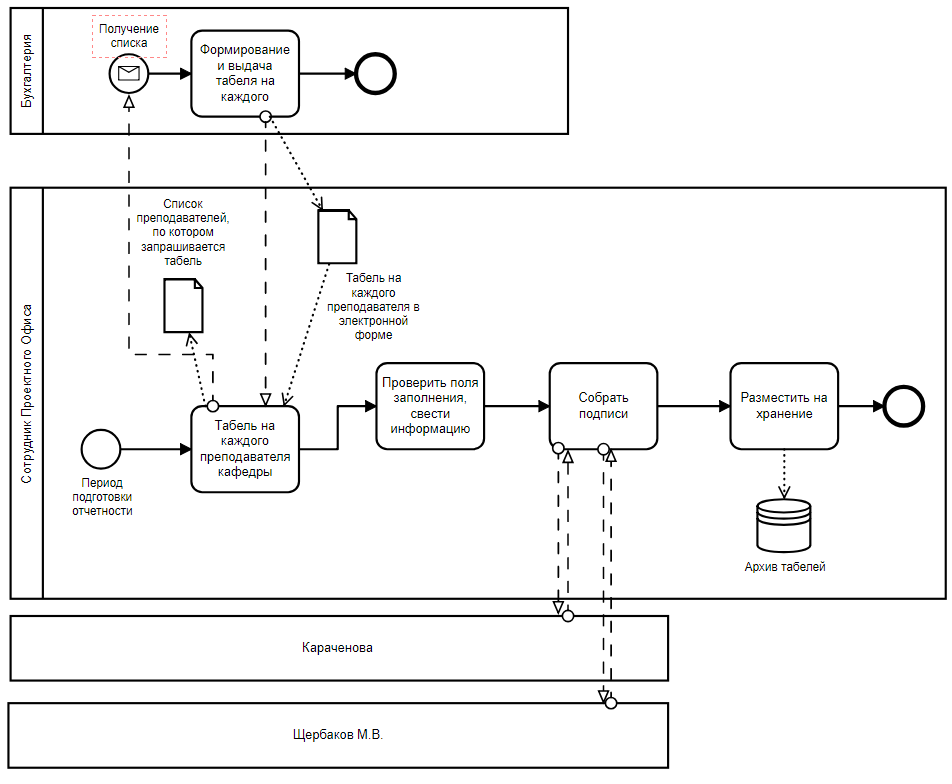 Бухгалтерия
Получение
списка
Формирование
и выдача
табеля на
каждого
Сотрудник Проектного Офиса
Список
преподавателей,
по котором
запрашивается
табель
Табель на
каждого
преподавателя в
электронной
форме
Период
подготовки
отчетности
Табель на
каждого
преподавателя
кафедры
Проверить поля
заполнения,
свести
информацию
Собрать
подписи
Разместить на
хранение
Архив табелей
Караченова
Щербаков М.В.